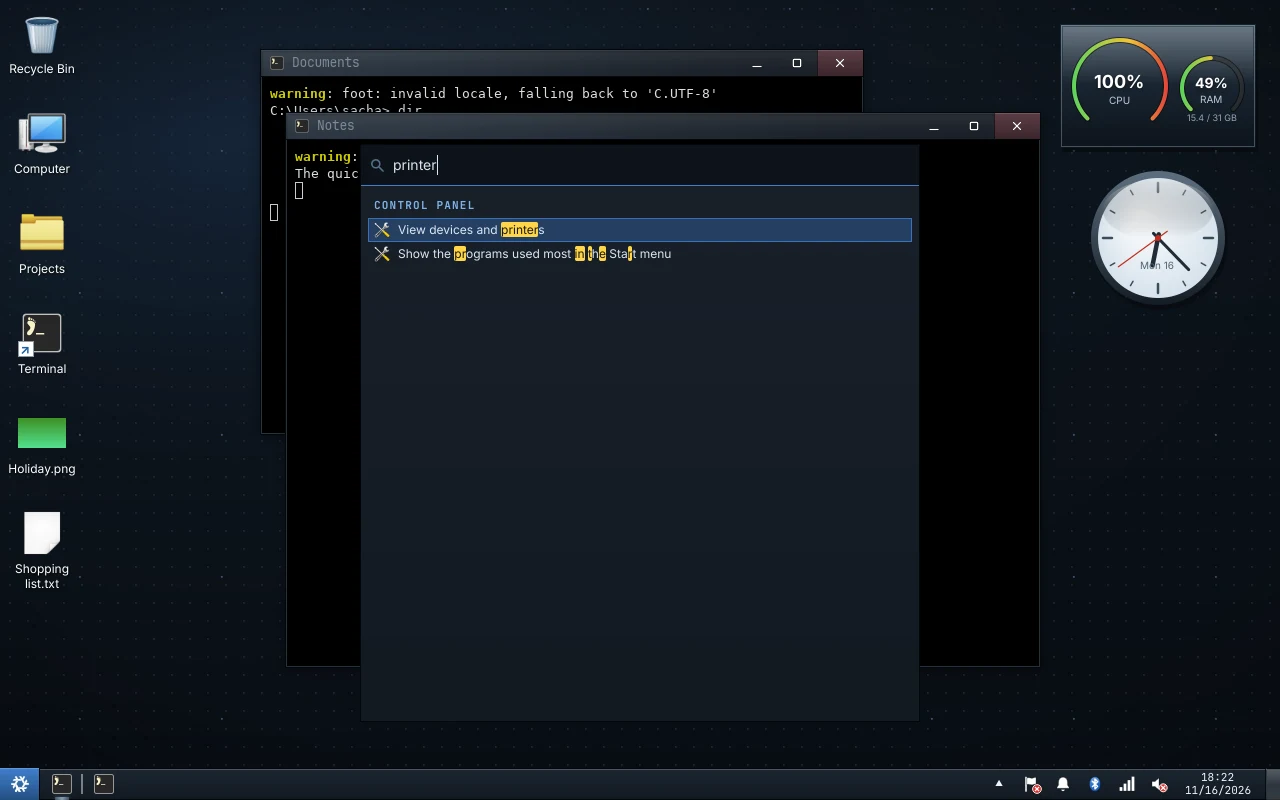 Recycle Bin
Computer
Projects
Terminal
Holiday.png
Shopping
list.txt
Documents
warning: foot: invalid locale, falling back to 'C.UTF-8'
C:\Users\sacha> dir
Notes
warning:
The quic
printer
CONTROL PANEL
View devices and printers
Show the programs used most in the Start menu
100%
CPU
49%
RAM
15.4 / 31 GB
Mon 16
18:22
11/16/2026